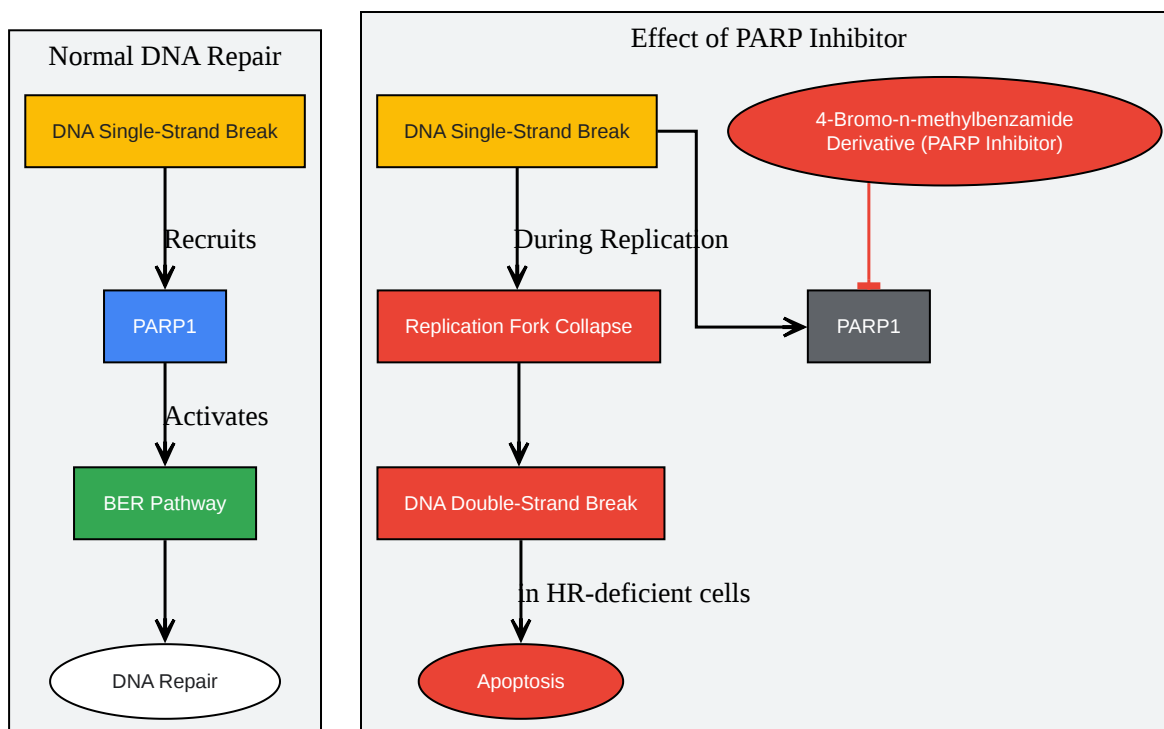 Normal DNA Repair
DNA Single-Strand Break
Recruits
PARP1
Activates
BER Pathway
DNA Repair
Effect of PARP Inhibitor
DNA Single-Strand Break
4-Bromo-n-methylbenzamide
Derivative (PARP Inhibitor)
During Replication
Replication Fork Collapse
PARP1
DNA Double-Strand Break
in HR-deficient cells
Apoptosis